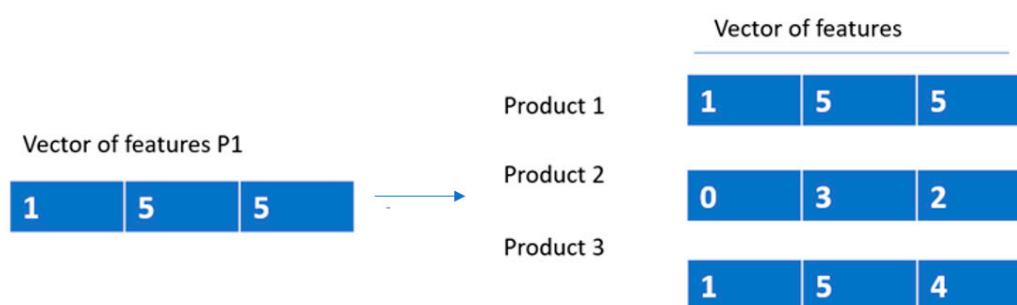 Vector of features
Product 1
1 5 5
Vector of features P1
1 5 5
Product 2
0 3 2
Product 3
1 5 4